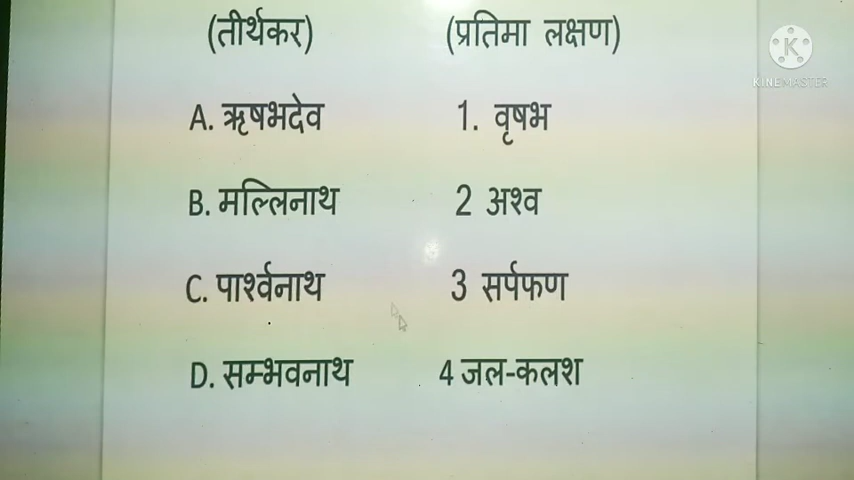 (तीर्थकर) (प्रतिमा लक्षण)
KINEMASTER
A. ऋषभदेव 1. वृषभ
B. मल्लिनाथ 2 अश्व
C. पार्श्वनाथ 3 सर्पफण
D. सम्भवनाथ 4 जल-कलश